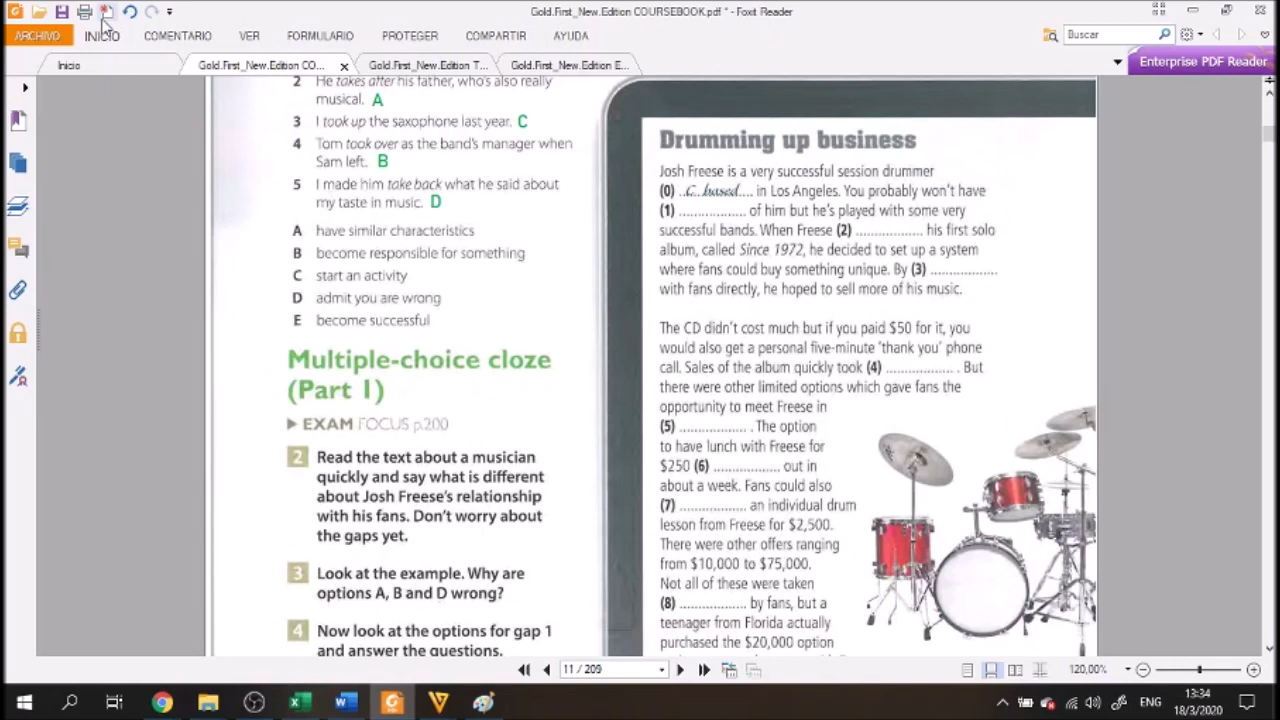 Gold.First_New.Edition COURSEBOOK.pdf * - Foxit Reader
ARCHIVO INICIO COMENTARIO VER FORMULARIO PROTEGER COMPARTIR AYUDA
Buscar
Inicio Gold.First_New.Edition CO... Gold.First_New.Edition T... Gold.First_New.Edition E...
Enterprise PDF Reader
2 He takes after his father, who's also really
musical. A
3 I took up the saxophone last year. C
4 Tom took over as the band's manager when
Sam left. B
5 I made him take back what he said about
my taste in music. D
A have similar characteristics
B become responsible for something
C start an activity
D admit you are wrong
E become successful
Multiple-choice cloze
(Part 1)
▶ EXAM FOCUS p.200
2 Read the text about a musician
quickly and say what is different
about Josh Freese's relationship
with his fans. Don't worry about
the gaps yet.
3 Look at the example. Why are
options A, B and D wrong?
4 Now look at the options for gap 1
and answer the questions.
Drumming up business
Josh Freese is a very successful session drummer
(0) ..C based.... in Los Angeles. You probably won't have
(1) .................. of him but he's played with some very
successful bands. When Freese (2) .................. his first solo
album, called Since 1972, he decided to set up a system
where fans could buy something unique. By (3) ..................
with fans directly, he hoped to sell more of his music.
The CD didn't cost much but if you paid $50 for it, you
would also get a personal five-minute 'thank you' phone
call. Sales of the album quickly took (4) .................. . But
there were other limited options which gave fans the
opportunity to meet Freese in
(5) .................. . The option
to have lunch with Freese for
$250 (6) .................. out in
about a week. Fans could also
(7) .................. an individual drum
lesson from Freese for $2,500.
There were other offers ranging
from $10,000 to $75,000.
Not all of these were taken
(8) .................. by fans, but a
teenager from Florida actually
purchased the $20,000 option
11 / 209
120,00%
ENG
13:34
18/3/2020